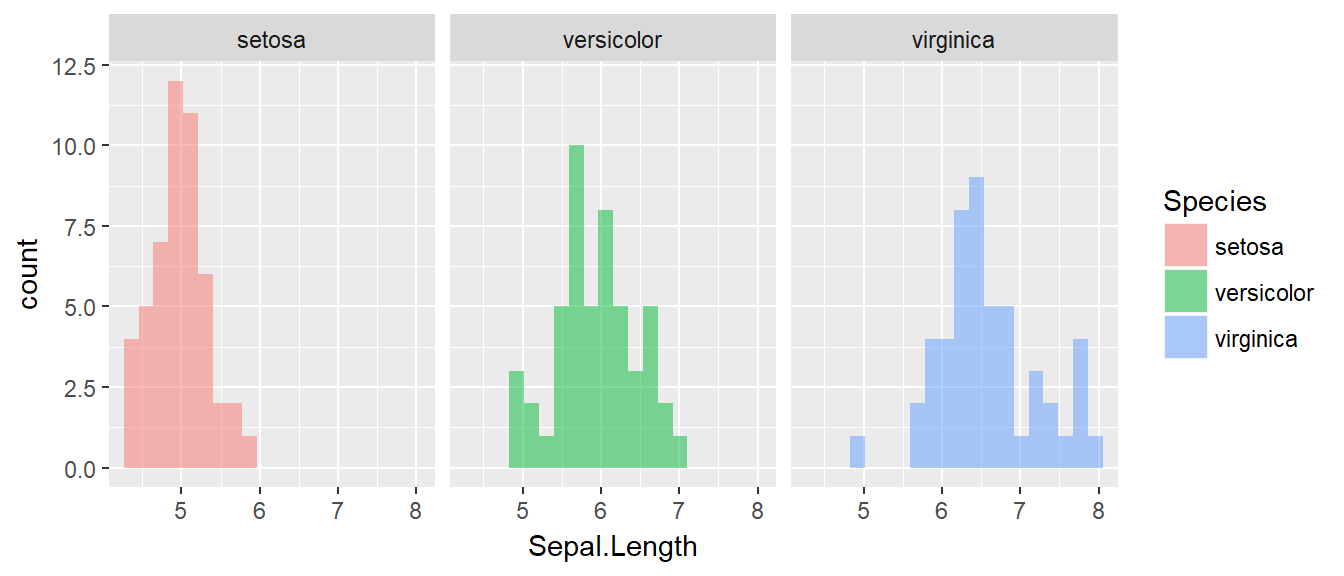 setosa versicolor virginica
12.5
10.0
7.5
5.0
2.5
0.0
count
5 6 7 8 5 6 7 8 5 6 7 8
Sepal.Length
Species
setosa
versicolor
virginica